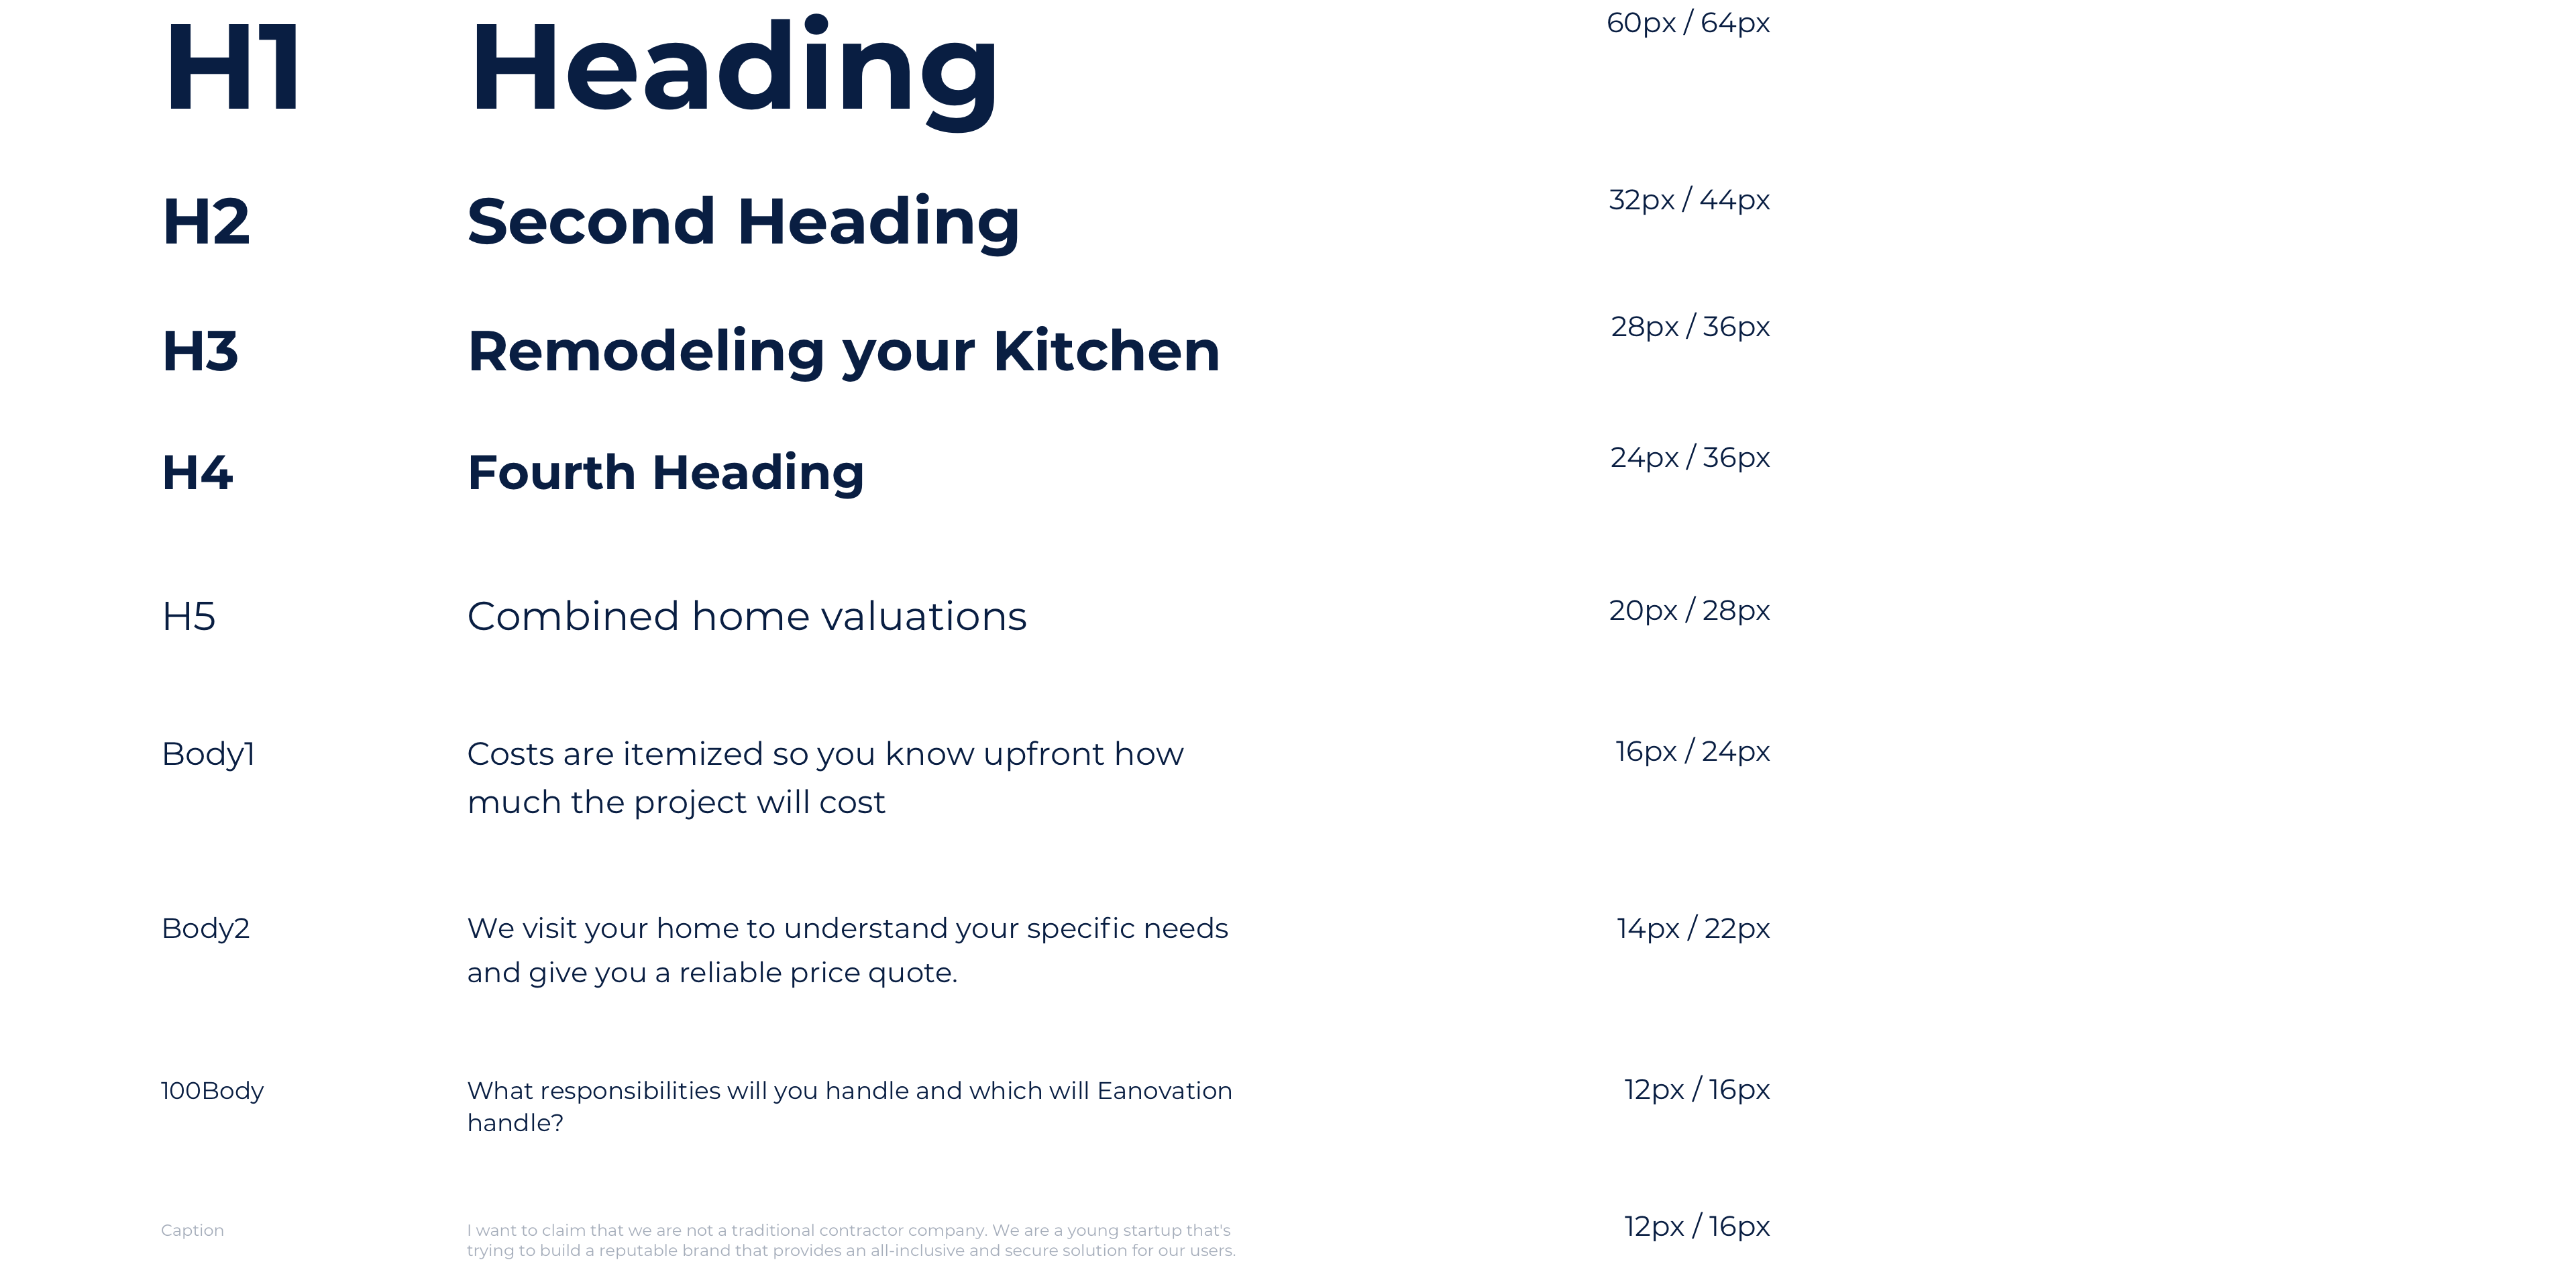 H1 Heading 60px / 64px
H2 Second Heading 32px / 44px
H3 Remodeling your Kitchen 28px / 36px
H4 Fourth Heading 24px / 36px
H5 Combined home valuations 20px / 28px
Body1 Costs are itemized so you know upfront how 16px / 24px
much the project will cost
Body2 We visit your home to understand your specific needs 14px / 22px
and give you a reliable price quote.
100Body What responsibilities will you handle and which will Eanovation 12px / 16px
handle?
Caption I want to claim that we are not a traditional contractor company. We are a young startup that's 12px / 16px
trying to build a reputable brand that provides an all-inclusive and secure solution for our users.